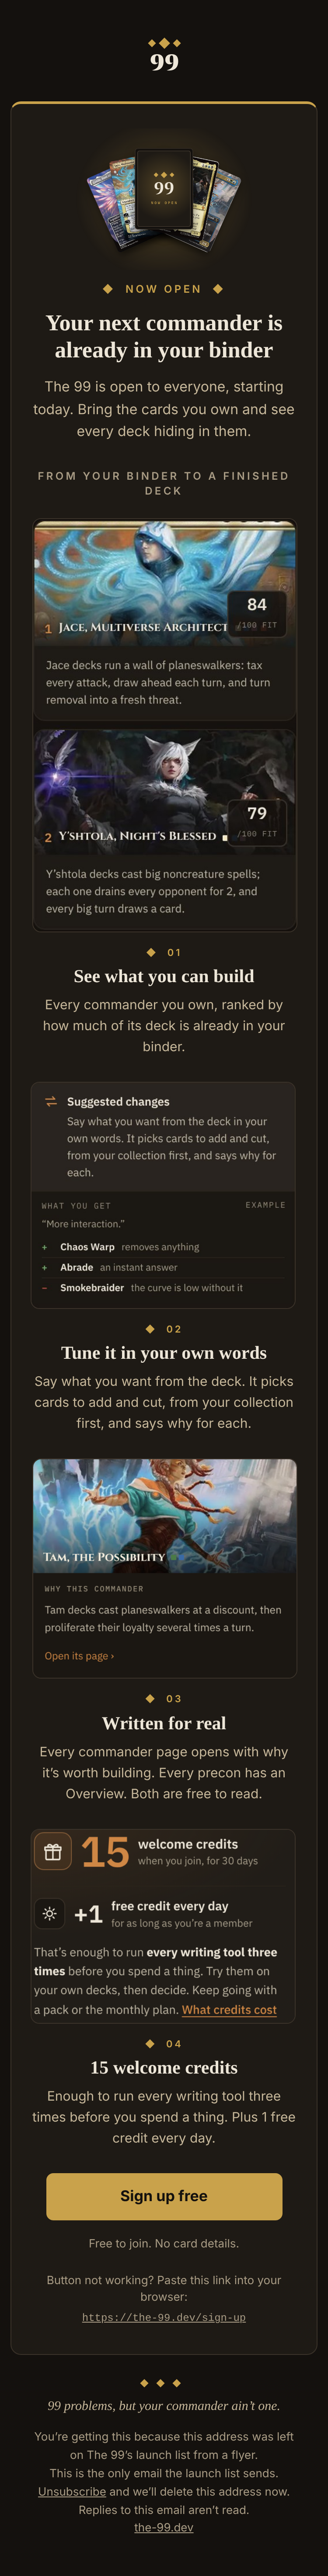 99
99
NOW OPEN
Your next commander is
already in your binder
The 99 is open to everyone, starting
today. Bring the cards you own and see
every deck hiding in them.
FROM YOUR BINDER TO A FINISHED
DECK
84
/100 FIT
1 Jace, Multiverse Architect
Jace decks run a wall of planeswalkers: tax
every attack, draw ahead each turn, and turn
removal into a fresh threat.
79
/100 FIT
2 Y'shtola, Night's Blessed
Y'shtola decks cast big noncreature spells;
each one drains every opponent for 2, and
every big turn draws a card.
01
See what you can build
Every commander you own, ranked by
how much of its deck is already in your
binder.
Suggested changes
Say what you want from the deck in your
own words. It picks cards to add and cut,
from your collection first, and says why for
each.
WHAT YOU GET EXAMPLE
“More interaction.”
+ Chaos Warp removes anything
+ Abrade an instant answer
− Smokebraider the curve is low without it
02
Tune it in your own words
Say what you want from the deck. It picks
cards to add and cut, from your collection
first, and says why for each.
Tam, the Possibility
WHY THIS COMMANDER
Tam decks cast planeswalkers at a discount, then
proliferate their loyalty several times a turn.
Open its page ›
03
Written for real
Every commander page opens with why
it’s worth building. Every precon has an
Overview. Both are free to read.
15 welcome credits
when you join, for 30 days
+1 free credit every day
for as long as you’re a member
That’s enough to run every writing tool three
times before you spend a thing. Try them on
your own decks, then decide. Keep going with
a pack or the monthly plan. What credits cost
04
15 welcome credits
Enough to run every writing tool three
times before you spend a thing. Plus 1 free
credit every day.
Sign up free
Free to join. No card details.
Button not working? Paste this link into your
browser:
https://the-99.dev/sign-up
99 problems, but your commander ain’t one.
You’re getting this because this address was left
on The 99’s launch list from a flyer.
This is the only email the launch list sends.
Unsubscribe and we’ll delete this address now.
Replies to this email aren’t read.
the-99.dev